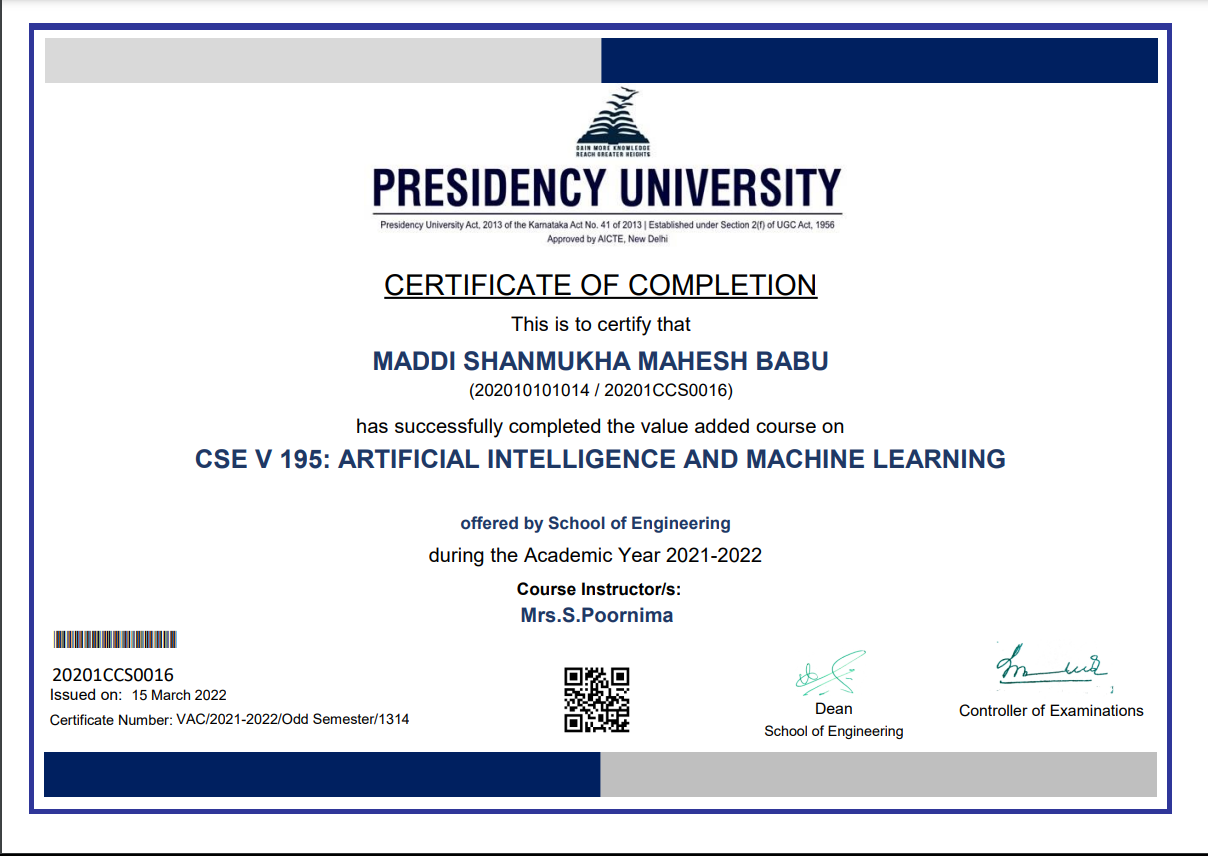 GAIN MORE KNOWLEDGE
REACH GREATER HEIGHTS
PRESIDENCY UNIVERSITY
Presidency University Act, 2013 of the Karnataka Act No. 41 of 2013 | Established under Section 2(f) of UGC Act, 1956
Approved by AICTE, New Delhi
CERTIFICATE OF COMPLETION
This is to certify that
MADDI SHANMUKHA MAHESH BABU
(202010101014 / 20201CCS0016)
has successfully completed the value added course on
CSE V 195: ARTIFICIAL INTELLIGENCE AND MACHINE LEARNING
offered by School of Engineering
during the Academic Year 2021-2022
Course Instructor/s:
Mrs.S.Poornima
20201CCS0016
Issued on: 15 March 2022
Certificate Number: VAC/2021-2022/Odd Semester/1314
Dean
School of Engineering
Controller of Examinations